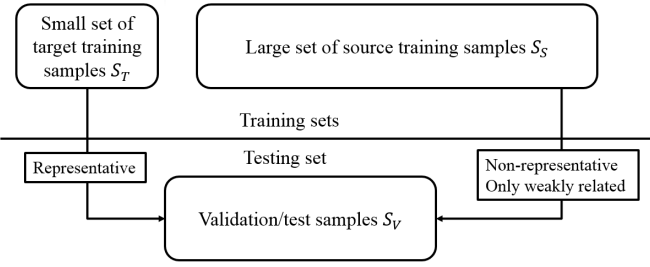 Small set of
target training
samples S_T
Large set of source training samples S_S
Training sets
Testing set
Representative
Non-representative
Only weakly related
Validation/test samples S_V